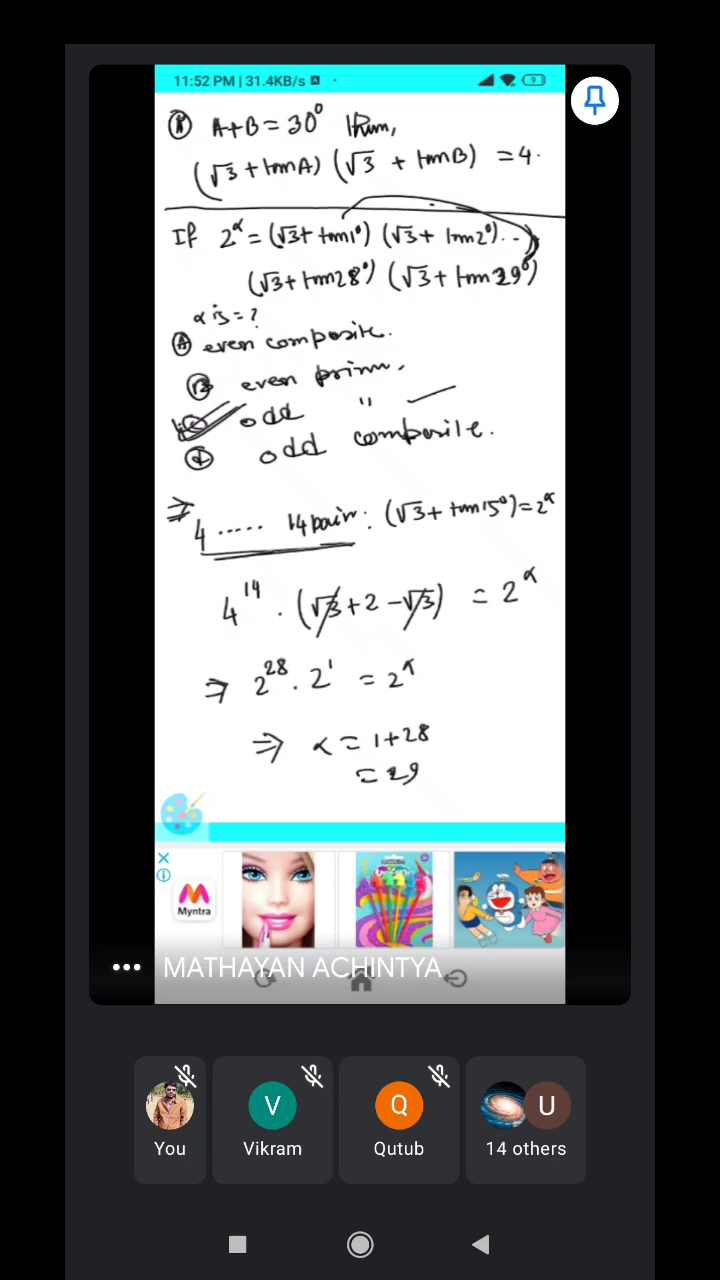 11:52 PM | 31.4KB/s
9
Ⓐ A+B = 30° then,
(√3 + tanA) (√3 + tanB) = 4.
If 2^α = (√3 + tan1°) (√3 + tan2°)...
(√3 + tan28°) (√3 + tan29°)
α is = ?
Ⓐ even composite.
Ⓑ even prime.
Ⓒ odd "
Ⓓ odd composite.
⇒ 4 ...... 14 pair : (√3 + tan15°) = 2^α
4^14 . (√3 + 2 - √3) = 2^α
⇒ 2^28 . 2^1 = 2^α
⇒ α = 1+28
= 29
Myntra
MATHAYAN ACHINTYA
V
Q
U
You
Vikram
Qutub
14 others